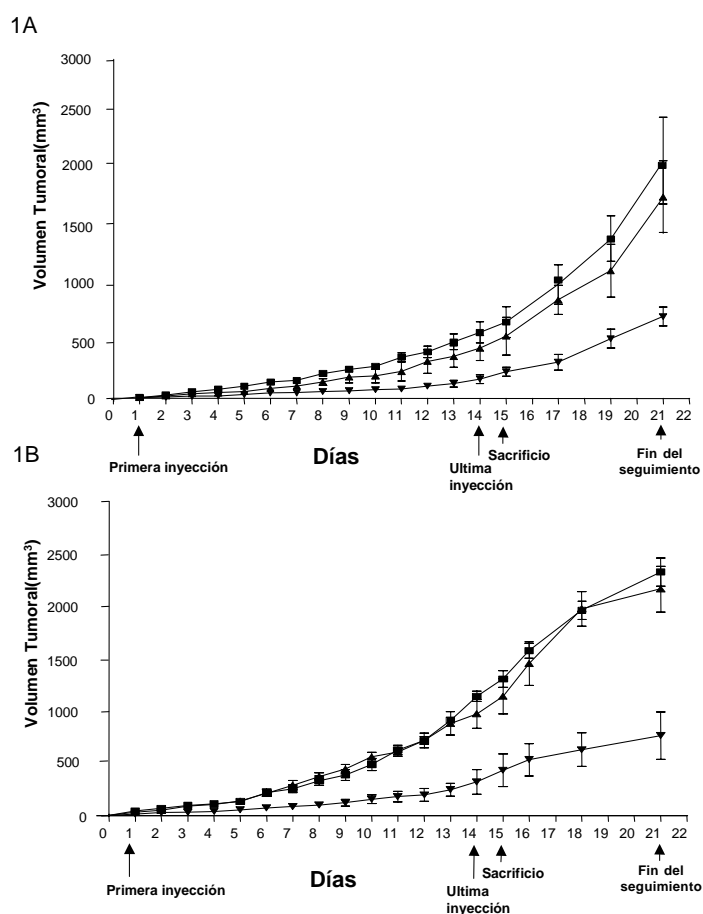 1A
3000
2500
2000
1500
1000
500
0
Volumen Tumoral(mm³)
0 1 2 3 4 5 6 7 8 9 10 11 12 13 14 15 16 17 18 19 20 21 22
Primera inyección
Días
Ultima
inyección
Sacrificio
Fin del
seguimiento
1B
3000
2500
2000
1500
1000
500
0
Volumen Tumoral(mm³)
0 1 2 3 4 5 6 7 8 9 10 11 12 13 14 15 16 17 18 19 20 21 22
Primera inyección
Días
Ultima
inyección
Sacrificio
Fin del
seguimiento